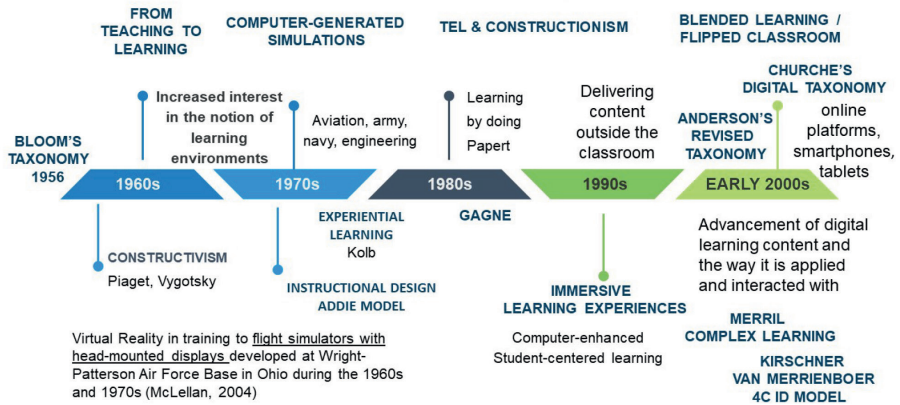 FROM
TEACHING TO
LEARNING
COMPUTER-GENERATED
SIMULATIONS
TEL & CONSTRUCTIONISM
BLENDED LEARNING /
FLIPPED CLASSROOM
BLOOM'S
TAXONOMY
1956
Increased interest
in the notion of
learning
environments
Aviation, army,
navy, engineering
Learning
by doing
Papert
Delivering
content
outside the
classroom
ANDERSON'S
REVISED
TAXONOMY
CHURCHE'S
DIGITAL TAXONOMY
online
platforms,
smartphones,
tablets
1960s
1970s
1980s
1990s
EARLY 2000s
CONSTRUCTIVISM
Piaget, Vygotsky
EXPERIENTIAL
LEARNING
Kolb
INSTRUCTIONAL DESIGN
ADDIE MODEL
GAGNE
IMMERSIVE
LEARNING EXPERIENCES
Computer-enhanced
Student-centered learning
Advancement of digital
learning content and
the way it is applied
and interacted with
MERRIL
COMPLEX LEARNING
KIRSCHNER
VAN MERRIENBOER
4C ID MODEL
Virtual Reality in training to flight simulators with
head-mounted displays developed at Wright-
Patterson Air Force Base in Ohio during the 1960s
and 1970s (McLellan, 2004)